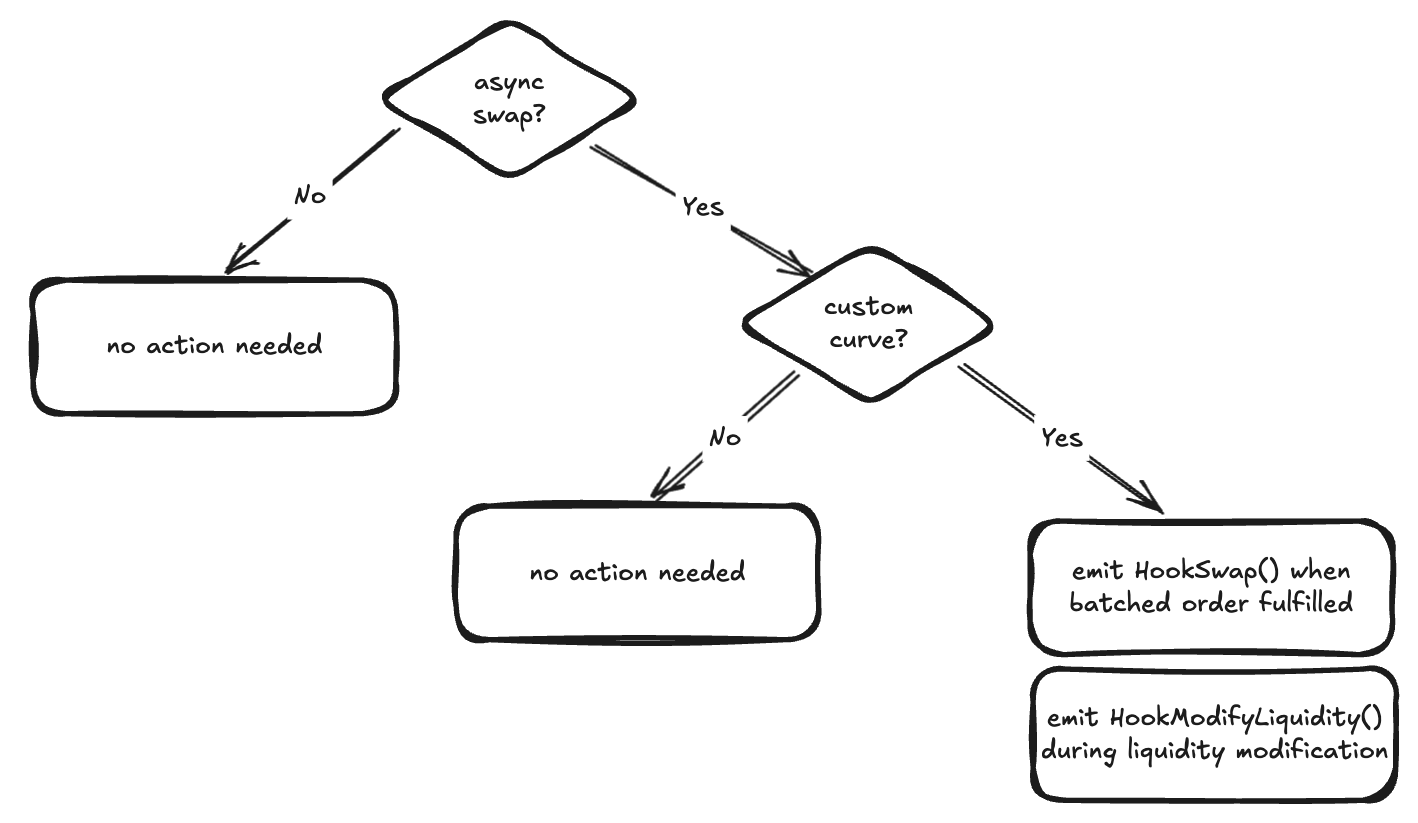 async
swap?
No
Yes
custom
curve?
no action needed
No
Yes
no action needed
emit HookSwap() when
batched order fulfilled
emit HookModifyLiquidity()
during liquidity modification